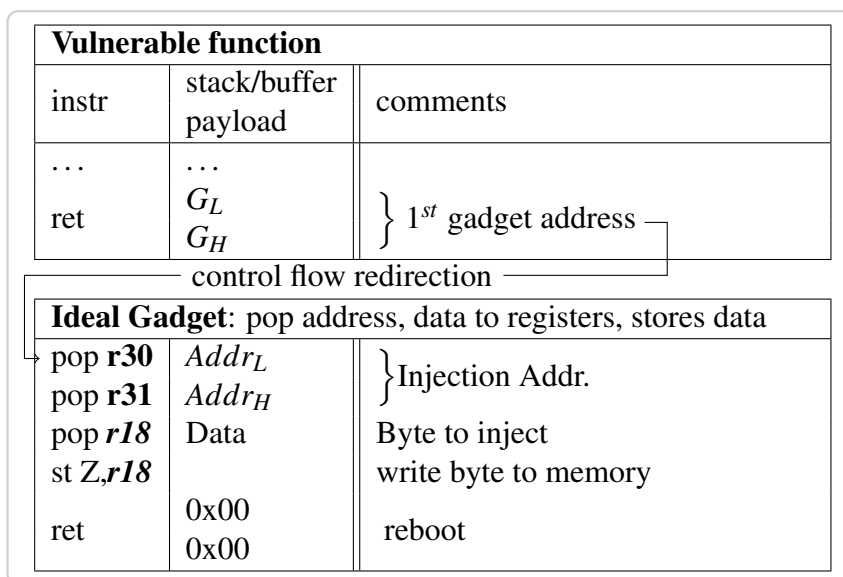 Vulnerable function
instr stack/buffer payload comments
... ...
ret G_L G_H } 1^st gadget address
control flow redirection
Ideal Gadget: pop address, data to registers, stores data
pop r30 Addr_L
pop r31 Addr_H } Injection Addr.
pop r18 Data Byte to inject
st Z,r18 write byte to memory
ret 0x00 0x00 reboot